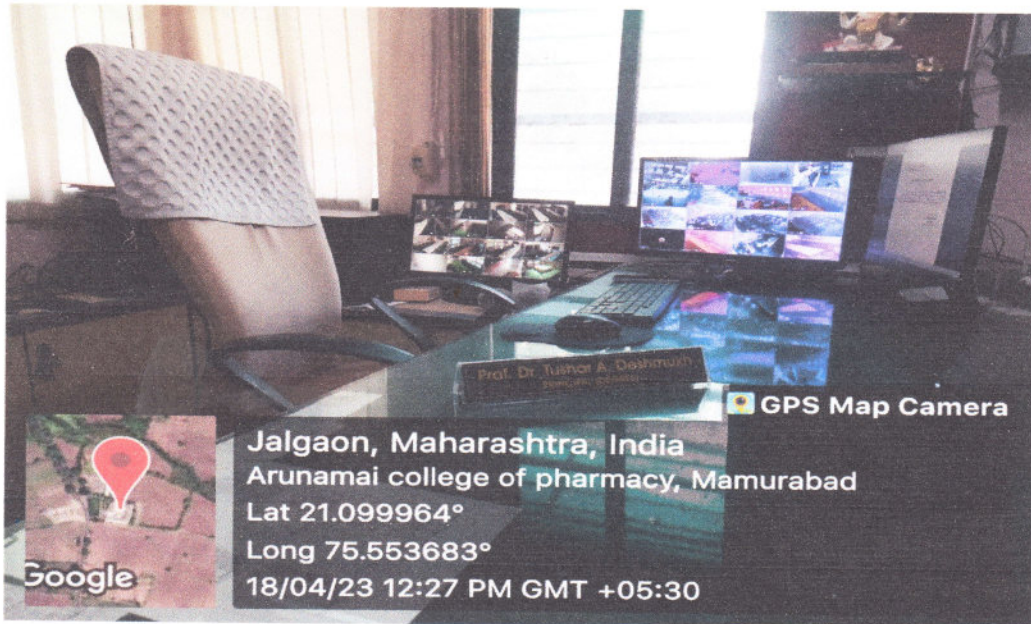 Prof. Dr. Tushar A. Deshmukh
GPS Map Camera
Jalgaon, Maharashtra, India
Arunamai college of pharmacy, Mamurabad
Lat 21.099964°
Long 75.553683°
18/04/23 12:27 PM GMT +05:30
Google